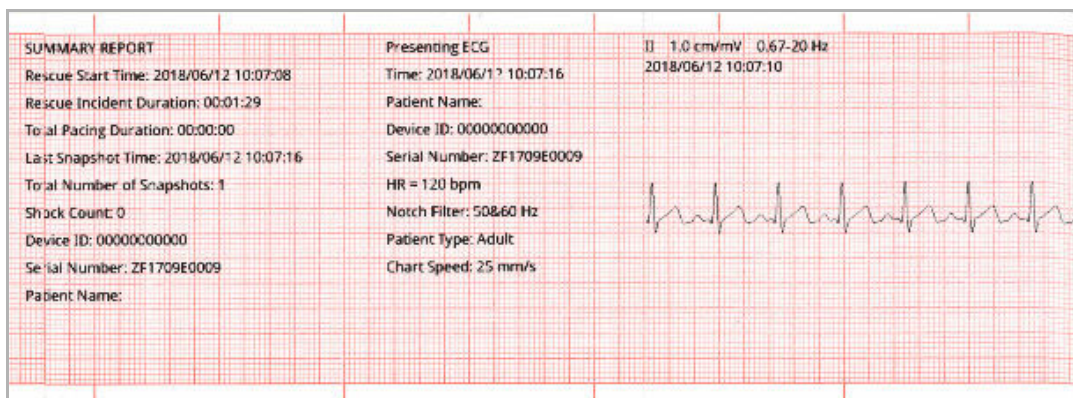 SUMMARY REPORT
Rescue Start Time: 2018/06/12 10:07:08
Rescue Incident Duration: 00:01:29
Total Pacing Duration: 00:00:00
Last Snapshot Time: 2018/06/12 10:07:16
Total Number of Snapshots: 1
Shock Count: 0
Device ID: 00000000000
Serial Number: ZF1709E0009
Patient Name:
Presenting ECG
Time: 2018/06/12 10:07:16
Patient Name:
Device ID: 00000000000
Serial Number: ZF1709E0009
HR = 120 bpm
Notch Filter: 50&60 Hz
Patient Type: Adult
Chart Speed: 25 mm/s
II 1.0 cm/mV 0.67-20 Hz
2018/06/12 10:07:10